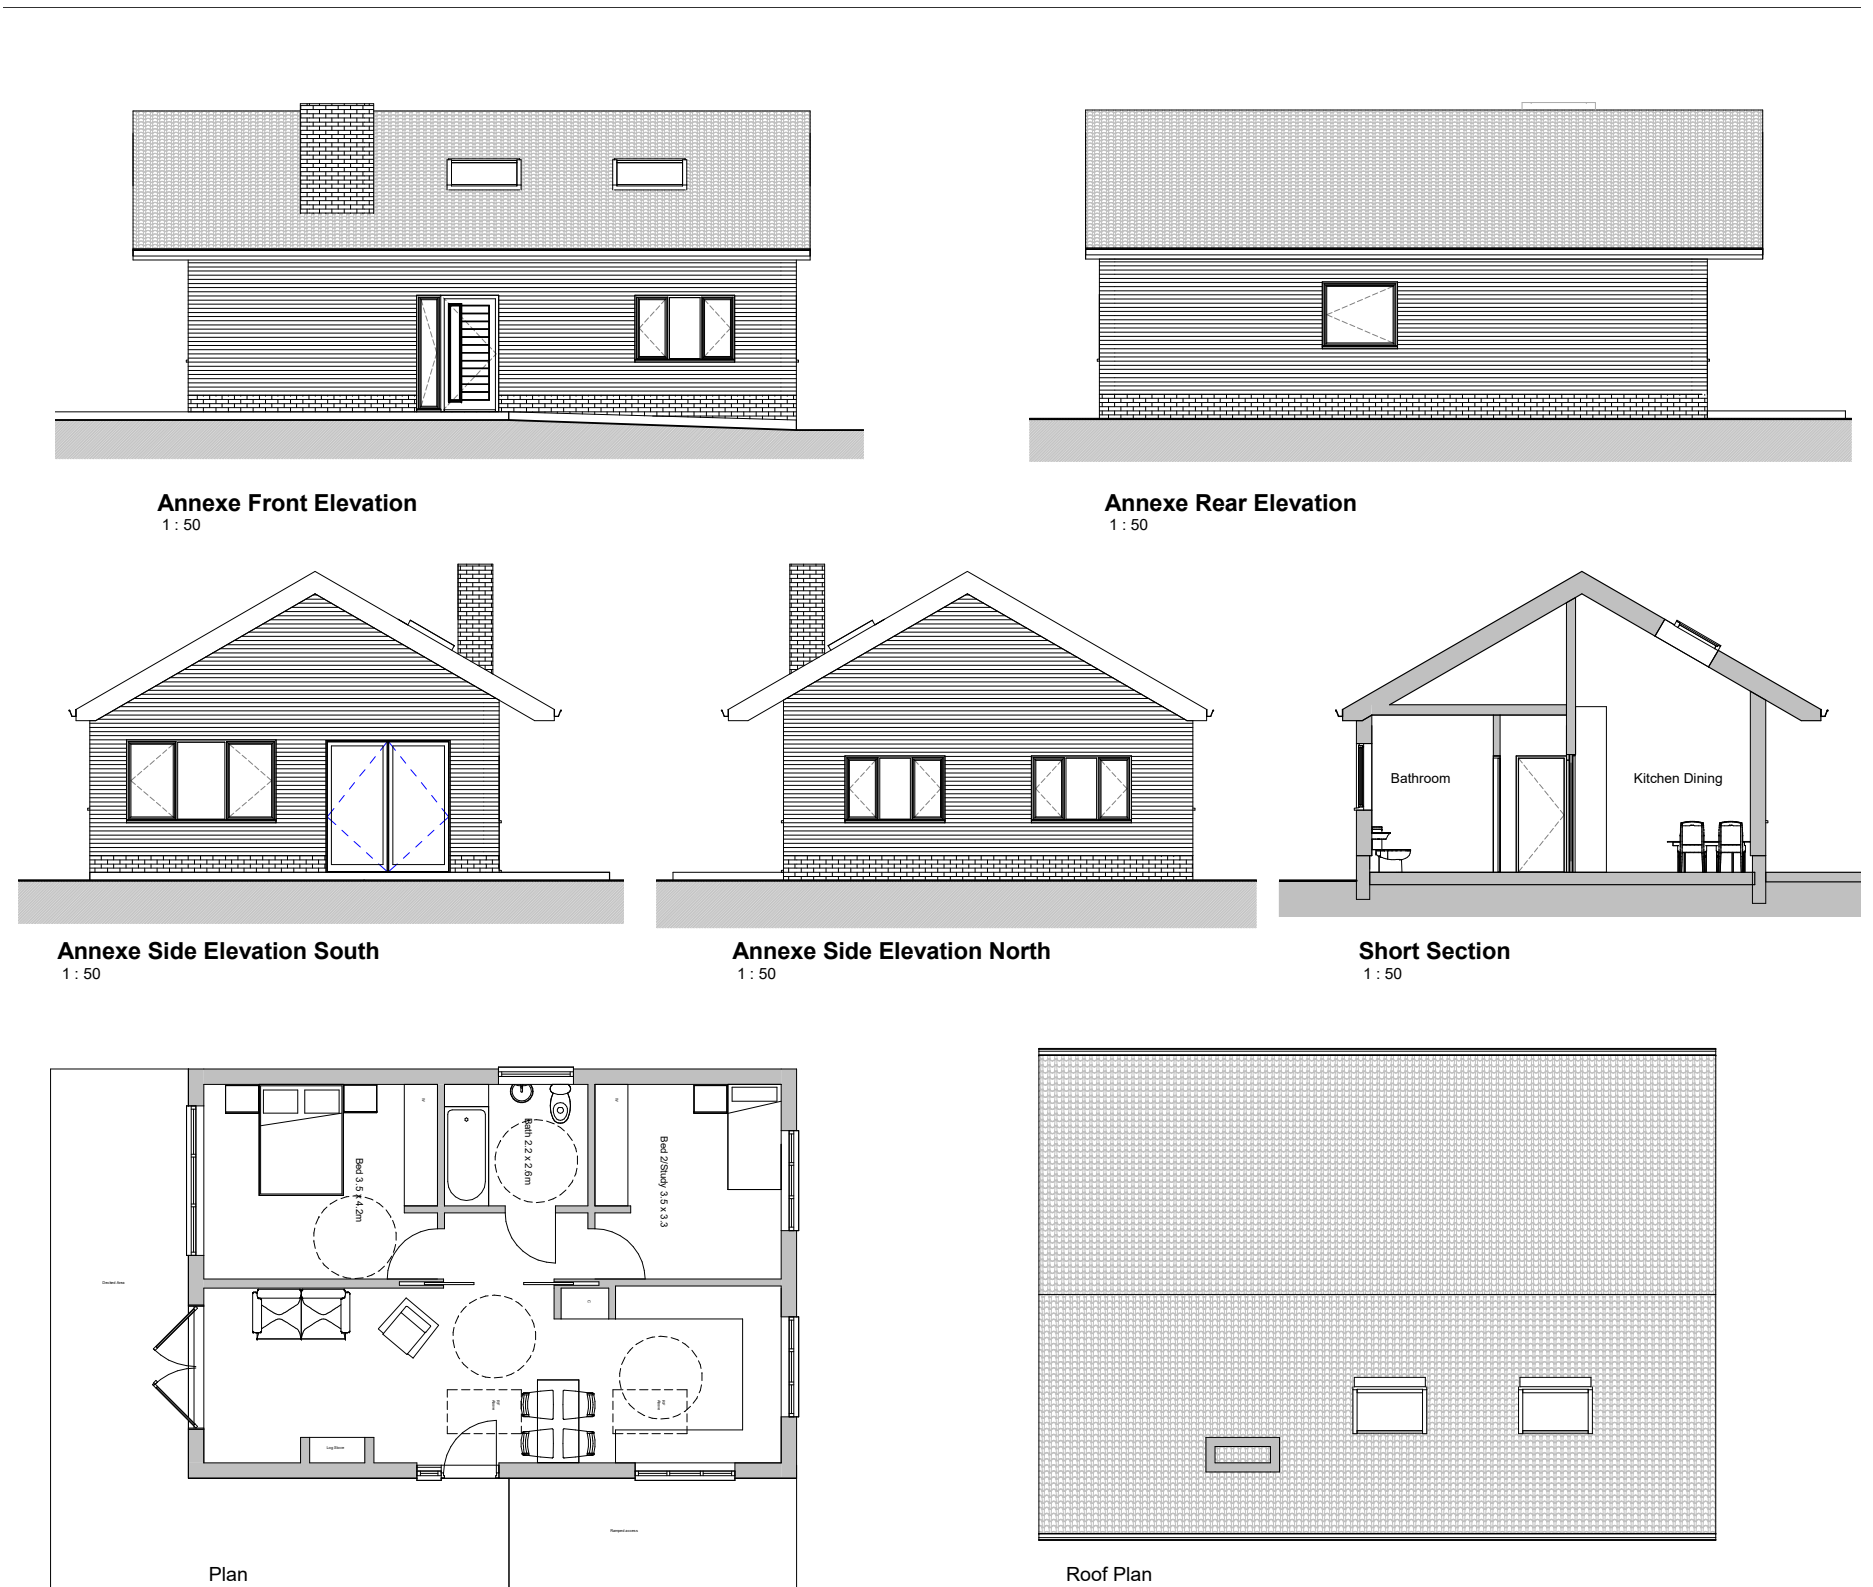 Annexe Front Elevation
1 : 50
Annexe Rear Elevation
1 : 50
Bathroom
Kitchen Dining
Annexe Side Elevation South
1 : 50
Annexe Side Elevation North
1 : 50
Short Section
1 : 50
W
Bath 2.2 x 2.6m
W
Bed 2/Study 3.5 x 3.3
Bed 3.5 x 4.2m
Log Stove
Ramped access
Plan
Roof Plan